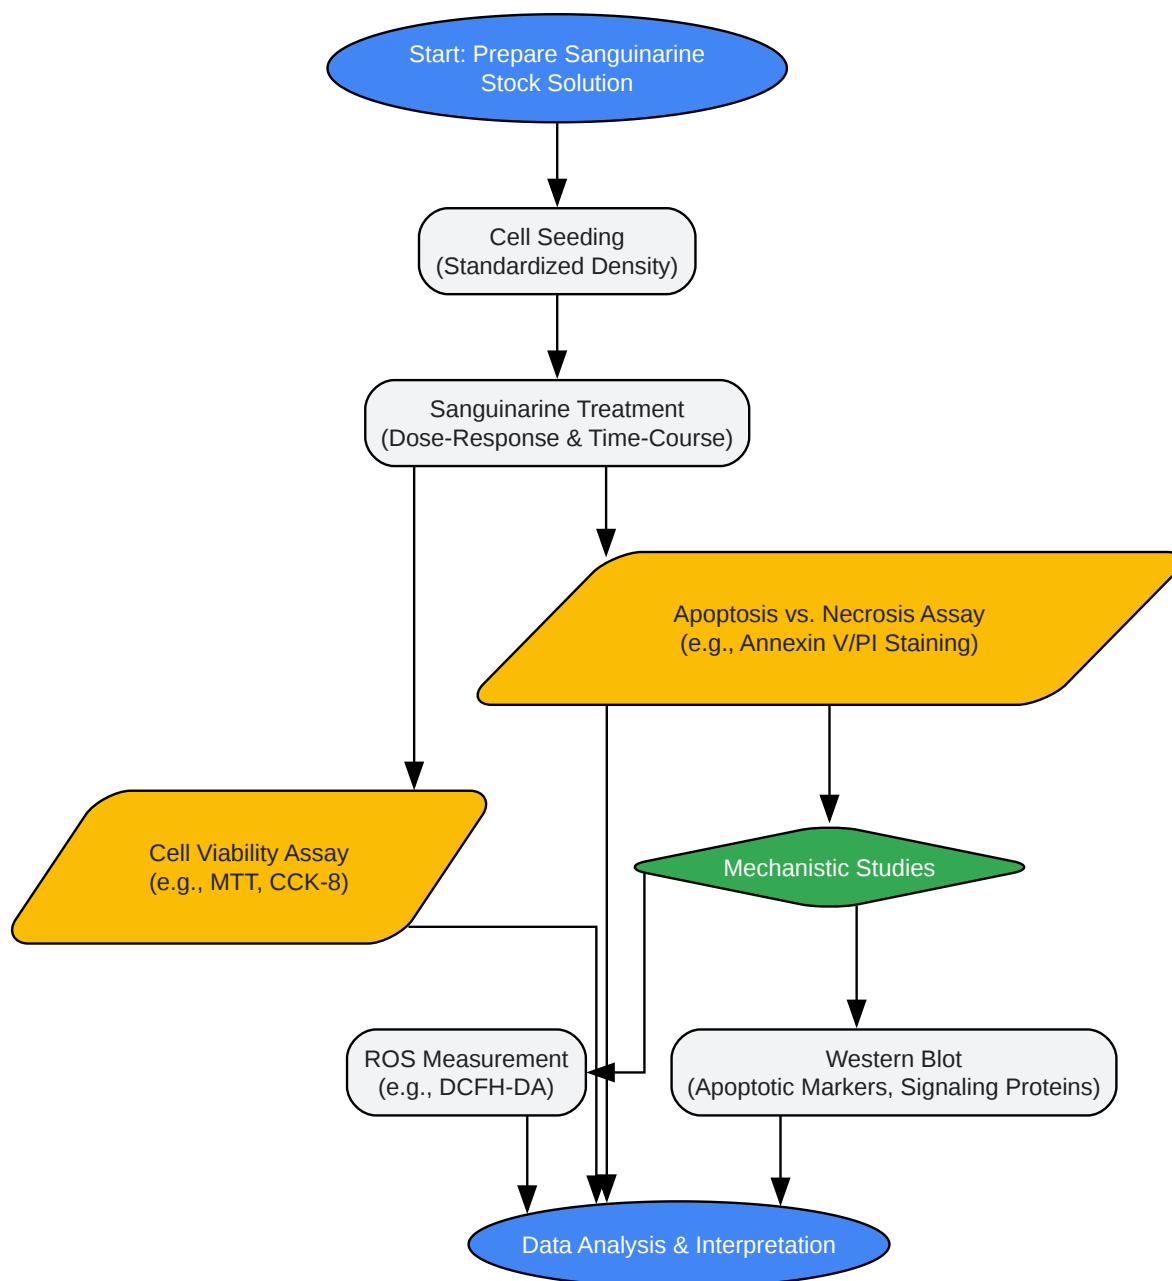 Start: Prepare Sanguinarine
Stock Solution
Cell Seeding
(Standardized Density)
Sanguinarine Treatment
(Dose-Response & Time-Course)
Apoptosis vs. Necrosis Assay
(e.g., Annexin V/PI Staining)
Cell Viability Assay
(e.g., MTT, CCK-8)
Mechanistic Studies
ROS Measurement
(e.g., DCFH-DA)
Western Blot
(Apoptotic Markers, Signaling Proteins)
Data Analysis & Interpretation